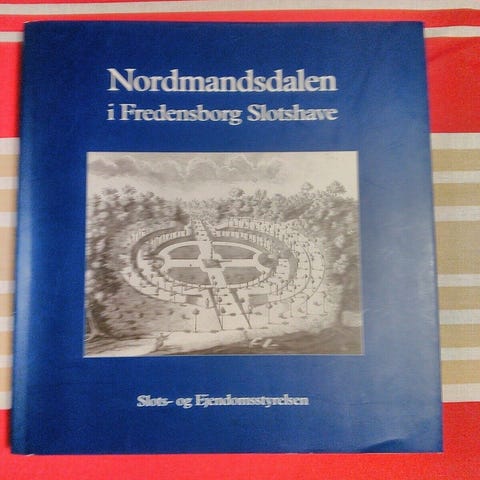 Nordmandsdalen
i Fredensborg Slotshave
Slots- og Ejendomsstyrelsen